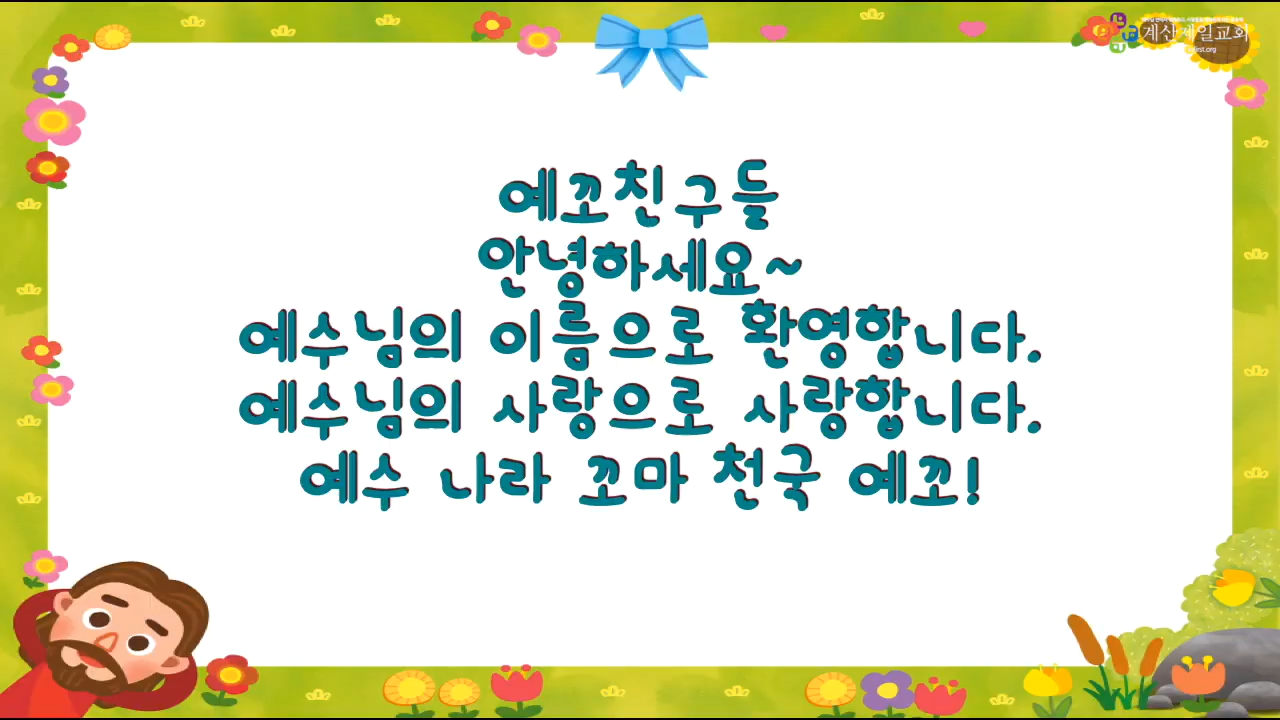 계산제일교회
예꼬친구들
안녕하세요~
예수님의 이름으로 환영합니다.
예수님의 사랑으로 사랑합니다.
예수 나라 꼬마 천국 예꼬!